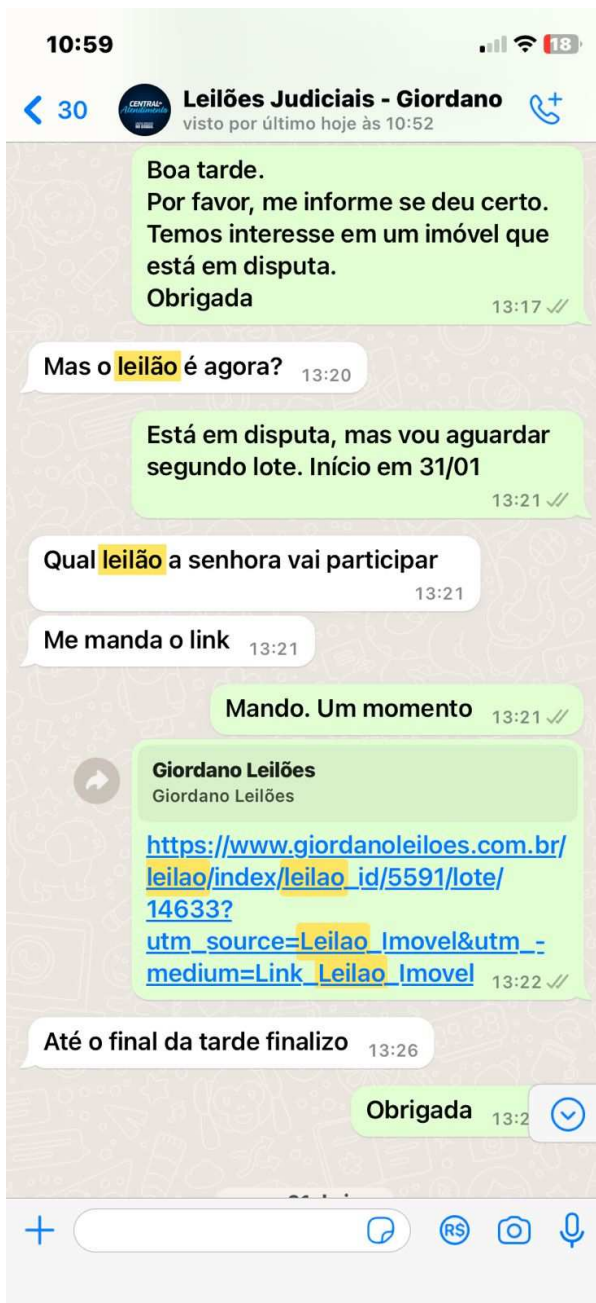 10:59
18
30
CENTRAL
Atendimento
Leilões Judiciais - Giordano
visto por último hoje às 10:52
Boa tarde.
Por favor, me informe se deu certo.
Temos interesse em um imóvel que
está em disputa.
Obrigada
13:17
Mas o leilão é agora?
13:20
Está em disputa, mas vou aguardar
segundo lote. Início em 31/01
13:21
Qual leilão a senhora vai participar
13:21
Me manda o link
13:21
Mando. Um momento
13:21
Giordano Leilões
Giordano Leilões
https://www.giordanoleiloes.com.br/
leilao/index/leilao_id/5591/lote/
14633?
utm_source=Leilao_Imovel&utm_-
medium=Link_Leilao_Imovel
13:22
Até o final da tarde finalizo
13:26
Obrigada
13:2
R$